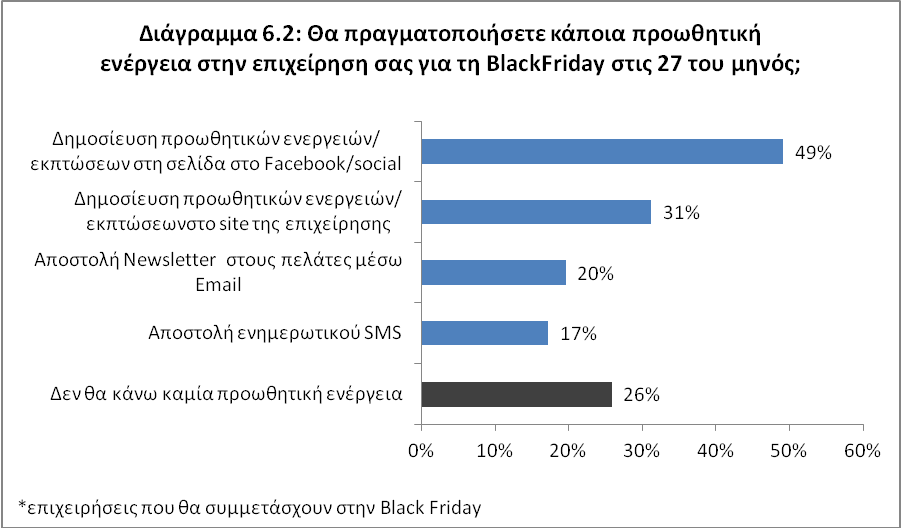 Διάγραμμα 6.2: Θα πραγματοποιήσετε κάποια προωθητική
ενέργεια στην επιχείρηση σας για τη BlackFriday στις 27 του μηνός;
Δημοσίευση προωθητικών ενεργειών/
εκπτώσεων στη σελίδα στο Facebook/social
49%
Δημοσίευση προωθητικών ενεργειών/
εκπτώσεωνστο site της επιχείρησης
31%
Αποστολή Newsletter στους πελάτες μέσω
Email
20%
Αποστολή ενημερωτικού SMS
17%
Δεν θα κάνω καμία προωθητική ενέργεια
26%
0% 10% 20% 30% 40% 50% 60%
*επιχειρήσεις που θα συμμετάσχουν στην Black Friday